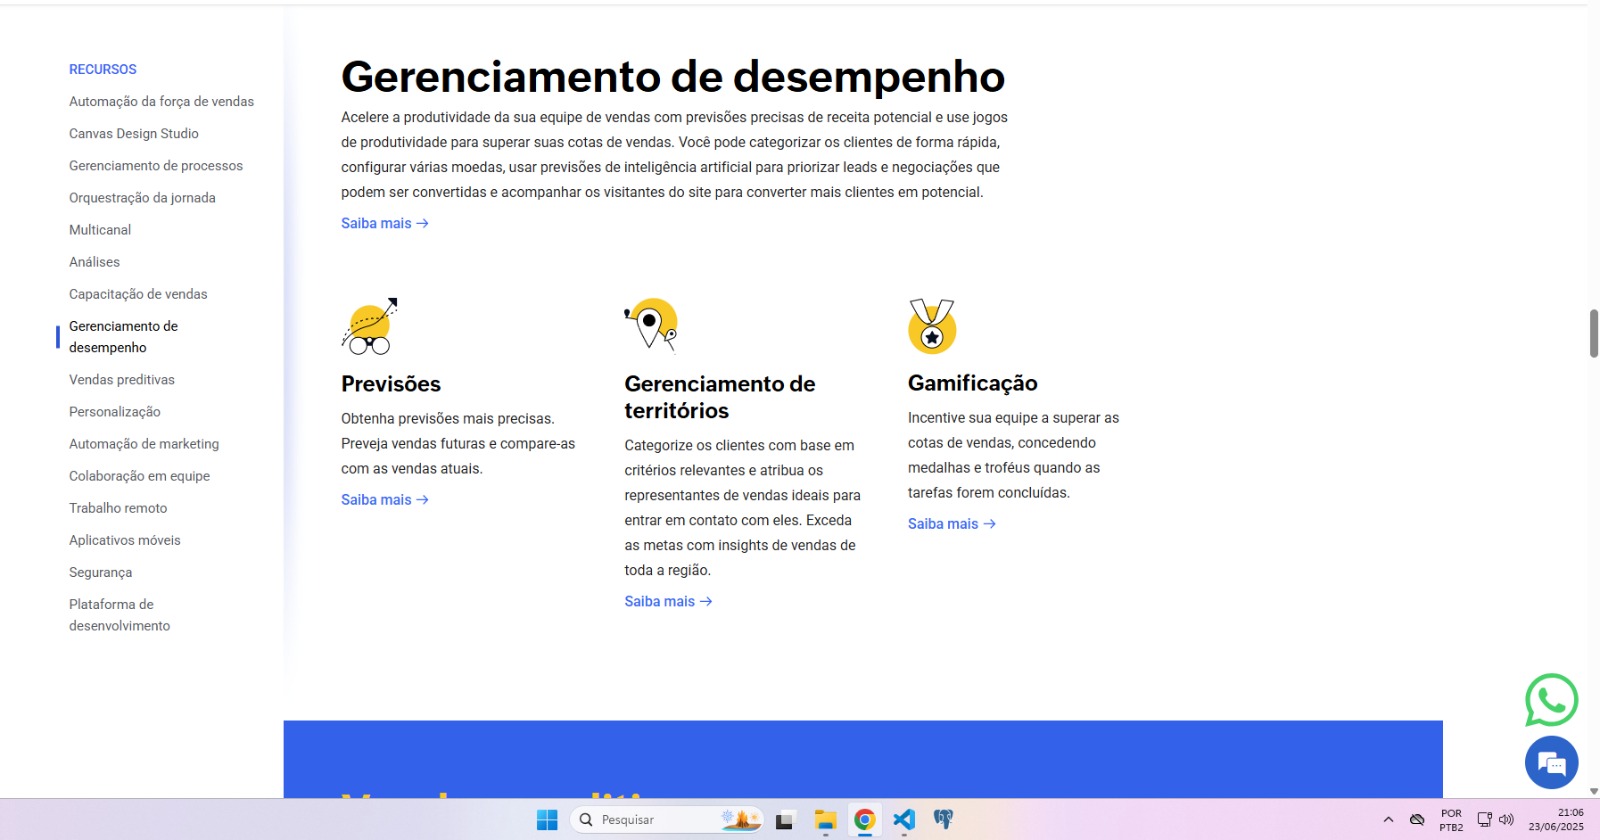 RECURSOS
Automação da força de vendas
Canvas Design Studio
Gerenciamento de processos
Orquestração da jornada
Multicanal
Análises
Capacitação de vendas
Gerenciamento de
desempenho
Vendas preditivas
Personalização
Automação de marketing
Colaboração em equipe
Trabalho remoto
Aplicativos móveis
Segurança
Plataforma de
desenvolvimento
Gerenciamento de desempenho
Acelere a produtividade da sua equipe de vendas com previsões precisas de receita potencial e use jogos
de produtividade para superar suas cotas de vendas. Você pode categorizar os clientes de forma rápida,
configurar várias moedas, usar previsões de inteligência artificial para priorizar leads e negociações que
podem ser convertidas e acompanhar os visitantes do site para converter mais clientes em potencial.
Saiba mais →
Previsões
Obtenha previsões mais precisas.
Preveja vendas futuras e compare-as
com as vendas atuais.
Saiba mais →
Gerenciamento de
territórios
Categorize os clientes com base em
critérios relevantes e atribua os
representantes de vendas ideais para
entrar em contato com eles. Exceda
as metas com insights de vendas de
toda a região.
Saiba mais →
Gamificação
Incentive sua equipe a superar as
cotas de vendas, concedendo
medalhas e troféus quando as
tarefas forem concluídas.
Saiba mais →
Pesquisar
POR
PTB2
21:06
23/06/2025